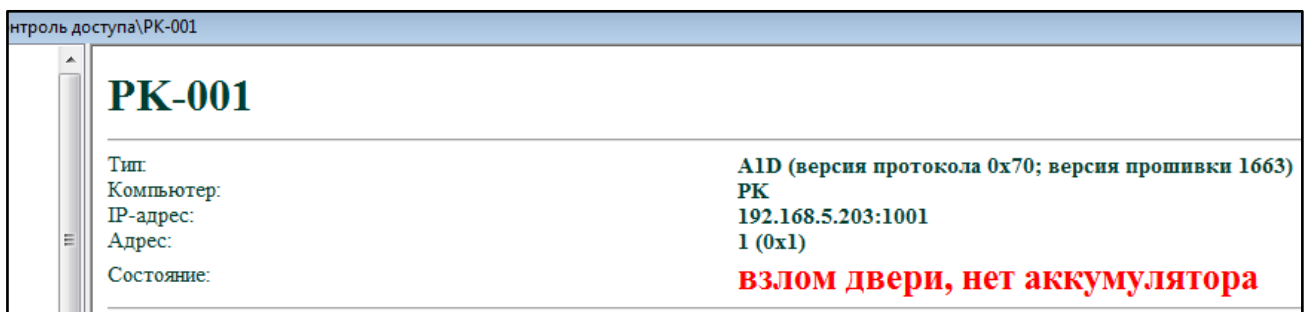 нтроль доступа\PK-001
PK-001
Тип: A1D (версия протокола 0x70; версия прошивки 1663)
Компьютер: PK
IP-адрес: 192.168.5.203:1001
Адрес: 1 (0x1)
Состояние: взлом двери, нет аккумулятора